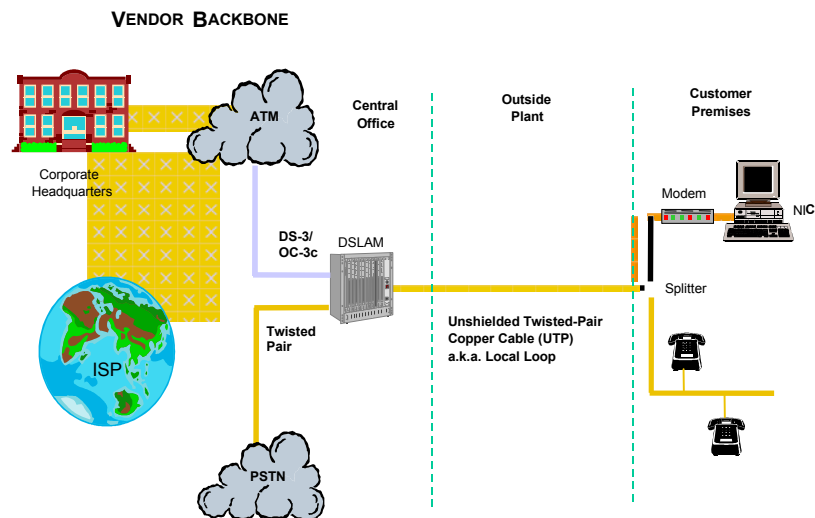 VENDOR BACKBONE
ATM
Central
Office
Outside
Plant
Customer
Premises
Corporate
Headquarters
Modem
NIC
DS-3/
OC-3c
DSLAM
Splitter
Twisted
Pair
Unshielded Twisted-Pair
Copper Cable (UTP)
a.k.a. Local Loop
ISP
PSTN